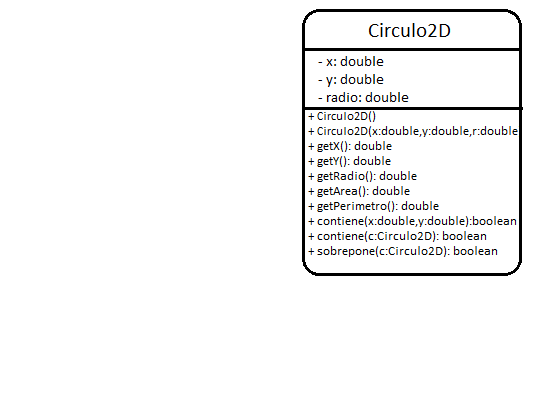 Circulo2D
- x: double
- y: double
- radio: double
+ Circulo2D()
+ Circulo2D(x:double,y:double,r:double
+ getX(): double
+ getY(): double
+ getRadio(): double
+ getArea(): double
+ getPerimetro(): double
+ contiene(x:double,y:double):boolean
+ contiene(c:Circulo2D): boolean
+ sobrepone(c:Circulo2D): boolean